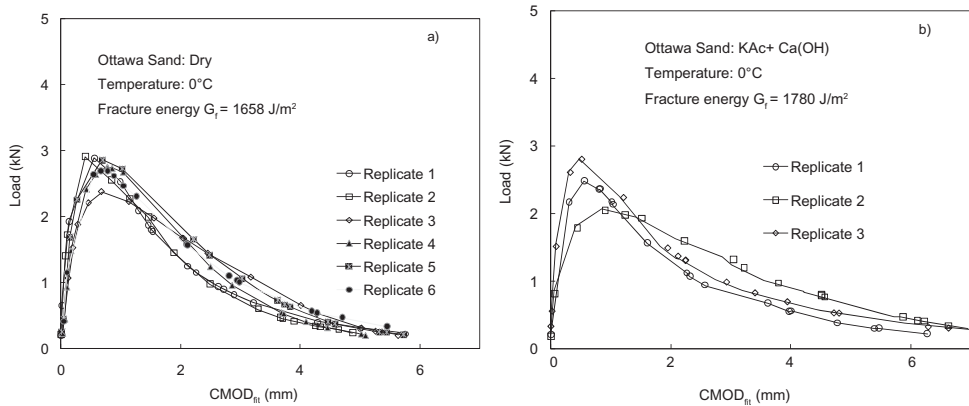 a)
Ottawa Sand: Dry
Temperature: 0°C
Fracture energy G_f = 1658 J/m²
Replicate 1
Replicate 2
Replicate 3
Replicate 4
Replicate 5
Replicate 6
Load (kN)
5
4
3
2
1
0
0 2 4 6
CMOD_fit (mm)
b)
Ottawa Sand: KAc+ Ca(OH)
Temperature: 0°C
Fracture energy G_f = 1780 J/m²
Replicate 1
Replicate 2
Replicate 3
Load (kN)
5
4
3
2
1
0
0 2 4 6
CMOD_fit (mm)